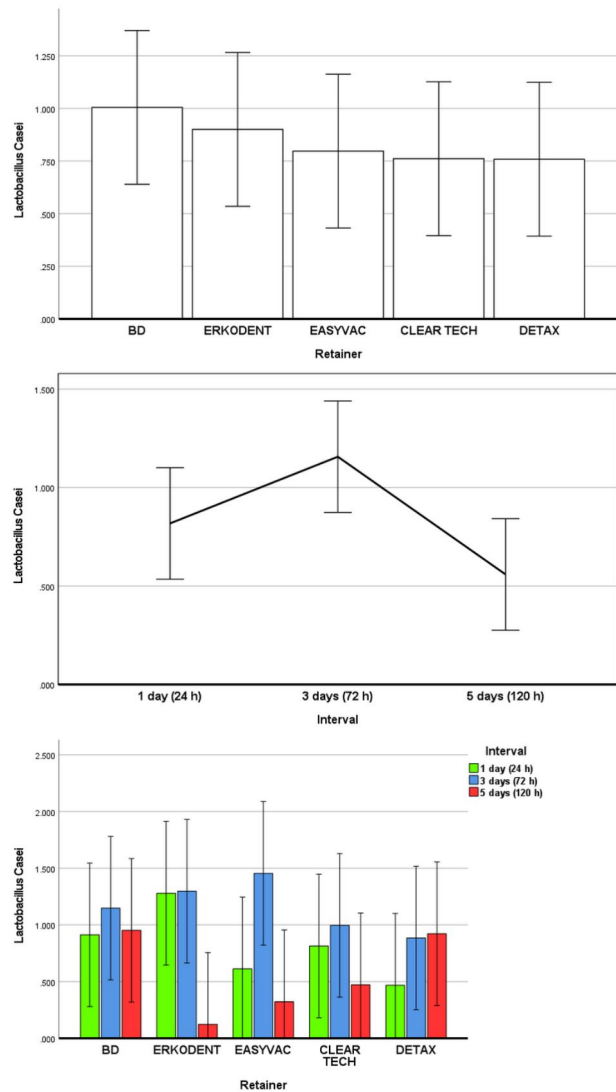 1.250
1.000
.750
.500
.250
.000
Lactobacillus Casei
BD ERKODENT EASYVAC CLEAR TECH DETAX
Retainer
1.500
1.000
.500
.000
Lactobacillus Casei
1 day (24 h) 3 days (72 h) 5 days (120 h)
Interval
2.500
2.000
1.500
1.000
.500
.000
Lactobacillus Casei
Interval
1 day (24 h)
3 days (72 h)
5 days (120 h)
BD ERKODENT EASYVAC CLEAR TECH DETAX
Retainer